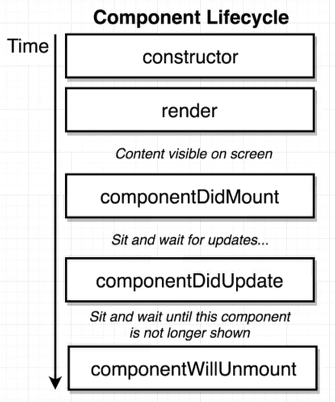 Component Lifecycle
Time
constructor
render
Content visible on screen
componentDidMount
Sit and wait for updates...
componentDidUpdate
Sit and wait until this component
is not longer shown
componentWillUnmount